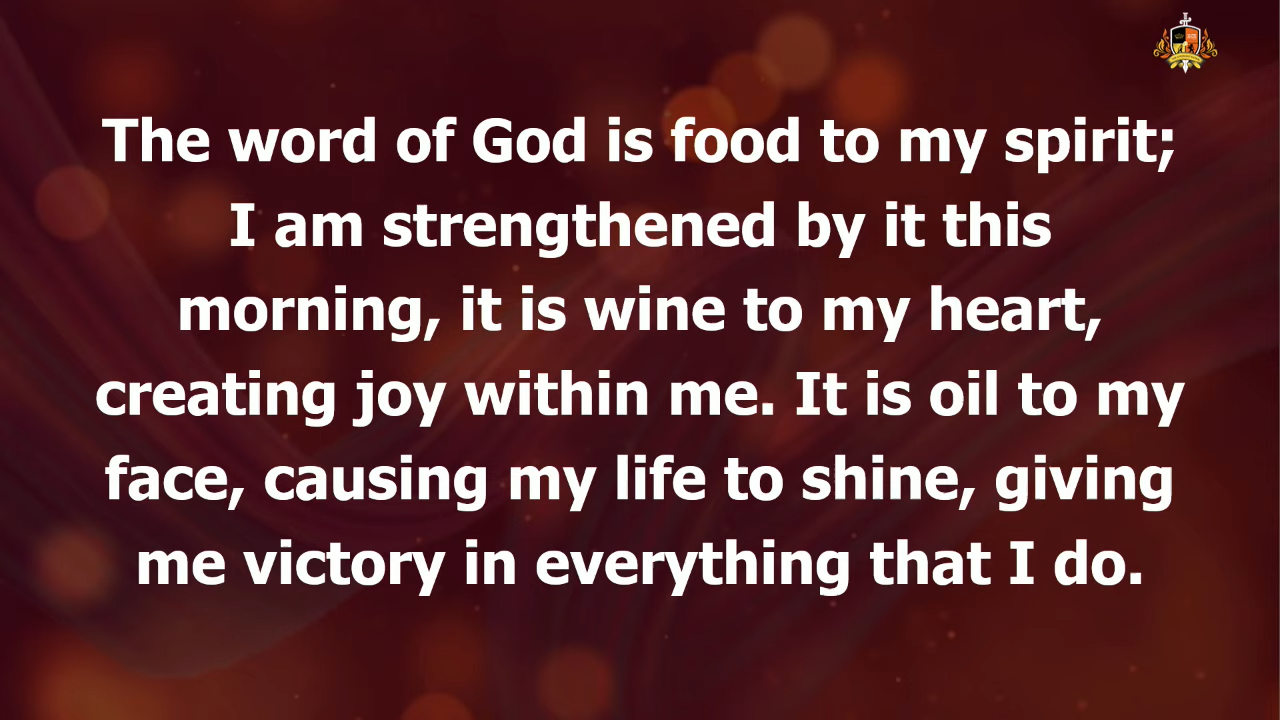 The word of God is food to my spirit;
I am strengthened by it this
morning, it is wine to my heart,
creating joy within me. It is oil to my
face, causing my life to shine, giving
me victory in everything that I do.